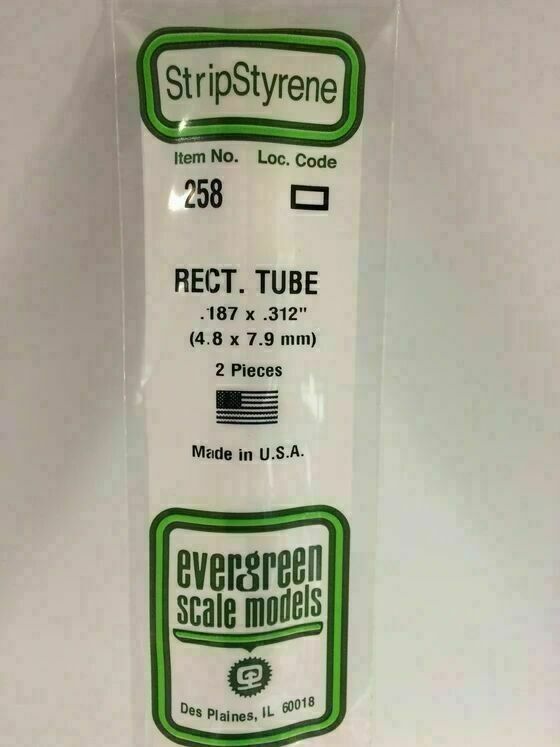 StripStyrene
Item No. Loc. Code
258
RECT. TUBE
.187 x .312"
(4.8 x 7.9 mm)
2 Pieces
Made in U.S.A.
evergreen
scale models
Des Plaines, IL 60018